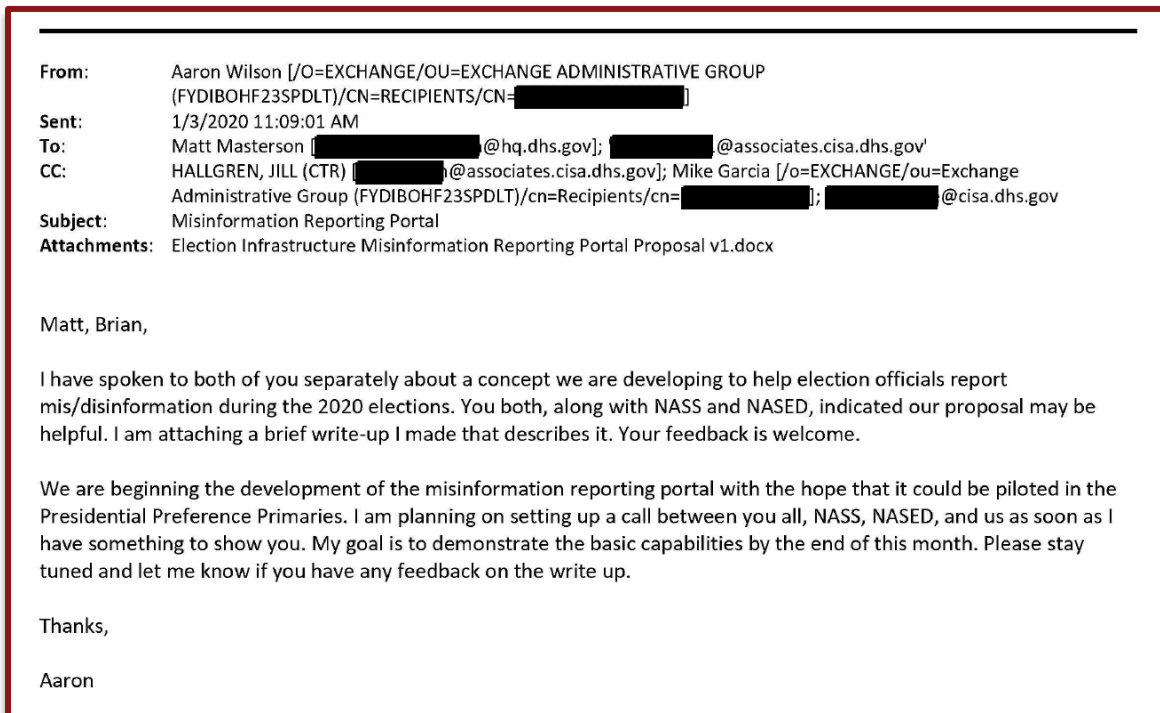 From: Aaron Wilson [/O=EXCHANGE/OU=EXCHANGE ADMINISTRATIVE GROUP
(FYDIBOHF23SPDLT)/CN=RECIPIENTS/CN= ]
Sent: 1/3/2020 11:09:01 AM
To: Matt Masterson [ @hq.dhs.gov]; ' @associates.cisa.dhs.gov'
CC: HALLGREN, JILL (CTR) [ @associates.cisa.dhs.gov]; Mike Garcia [/o=EXCHANGE/ou=Exchange
Administrative Group (FYDIBOHF23SPDLT)/cn=Recipients/cn= ]; @cisa.dhs.gov
Subject: Misinformation Reporting Portal
Attachments: Election Infrastructure Misinformation Reporting Portal Proposal v1.docx
Matt, Brian,
I have spoken to both of you separately about a concept we are developing to help election officials report
mis/disinformation during the 2020 elections. You both, along with NASS and NASED, indicated our proposal may be
helpful. I am attaching a brief write-up I made that describes it. Your feedback is welcome.
We are beginning the development of the misinformation reporting portal with the hope that it could be piloted in the
Presidential Preference Primaries. I am planning on setting up a call between you all, NASS, NASED, and us as soon as I
have something to show you. My goal is to demonstrate the basic capabilities by the end of this month. Please stay
tuned and let me know if you have any feedback on the write up.
Thanks,
Aaron